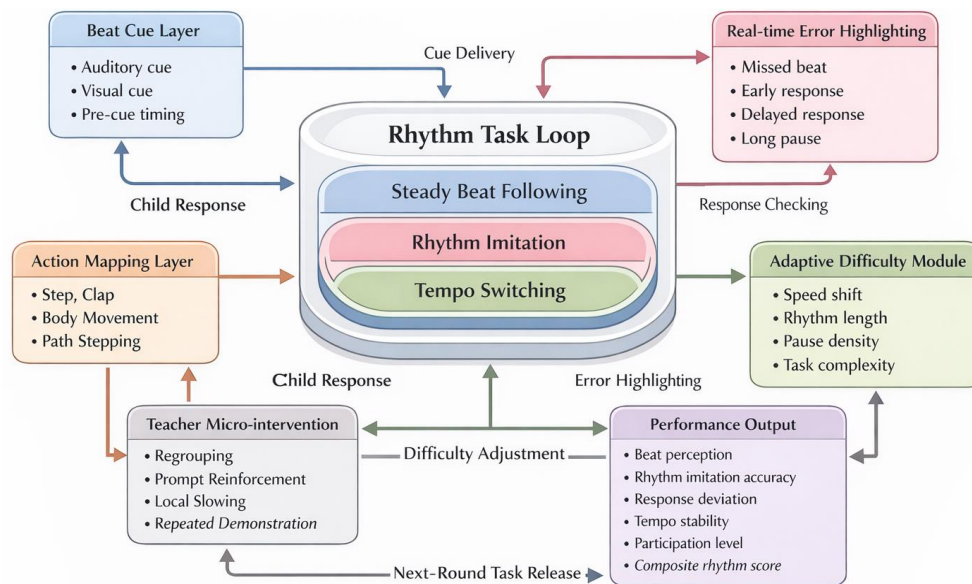 Beat Cue Layer
• Auditory cue
• Visual cue
• Pre-cue timing
Cue Delivery
Real-time Error Highlighting
• Missed beat
• Early response
• Delayed response
• Long pause
Rhythm Task Loop
Steady Beat Following
Rhythm Imitation
Tempo Switching
Child Response
Response Checking
Action Mapping Layer
• Step, Clap
• Body Movement
• Path Stepping
Adaptive Difficulty Module
• Speed shift
• Rhythm length
• Pause density
• Task complexity
Child Response
Error Highlighting
Teacher Micro-intervention
• Regrouping
• Prompt Reinforcement
• Local Slowing
• Repeated Demonstration
Difficulty Adjustment
Performance Output
• Beat perception
• Rhythm imitation accuracy
• Response deviation
• Tempo stability
• Participation level
• Composite rhythm score
Next-Round Task Release